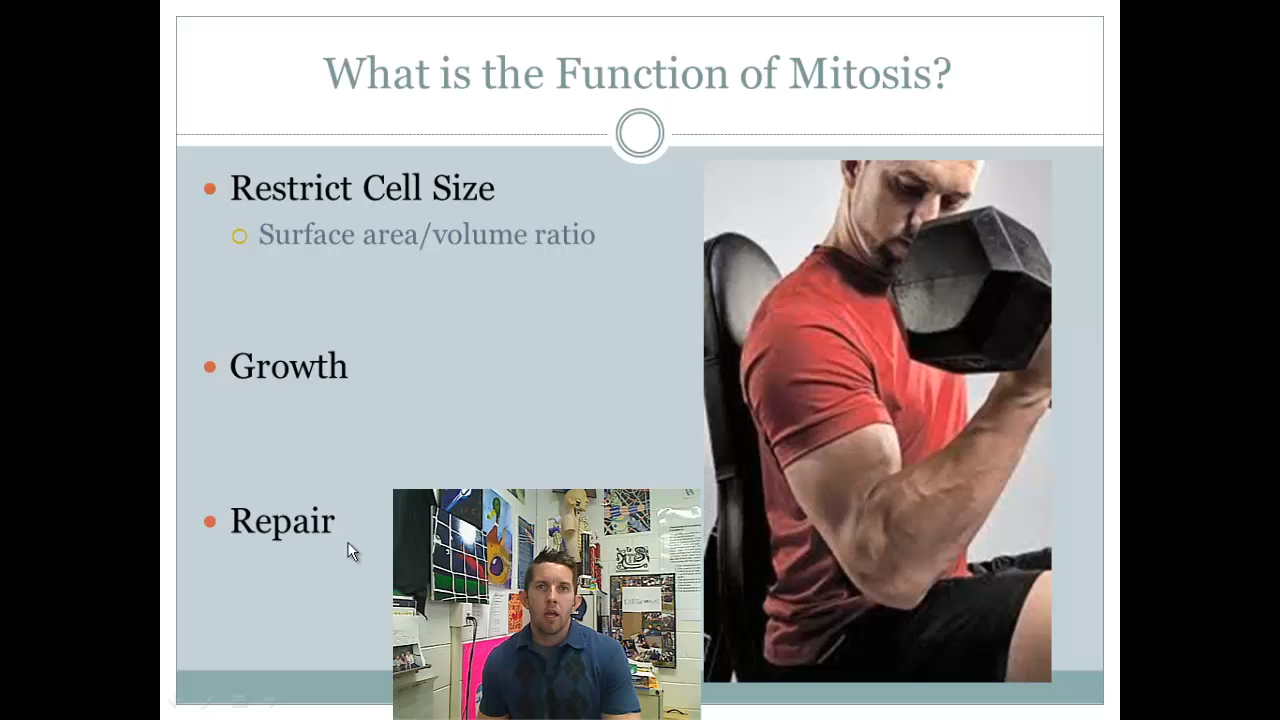 What is the Function of Mitosis?
Restrict Cell Size
Surface area/volume ratio
Growth
Repair